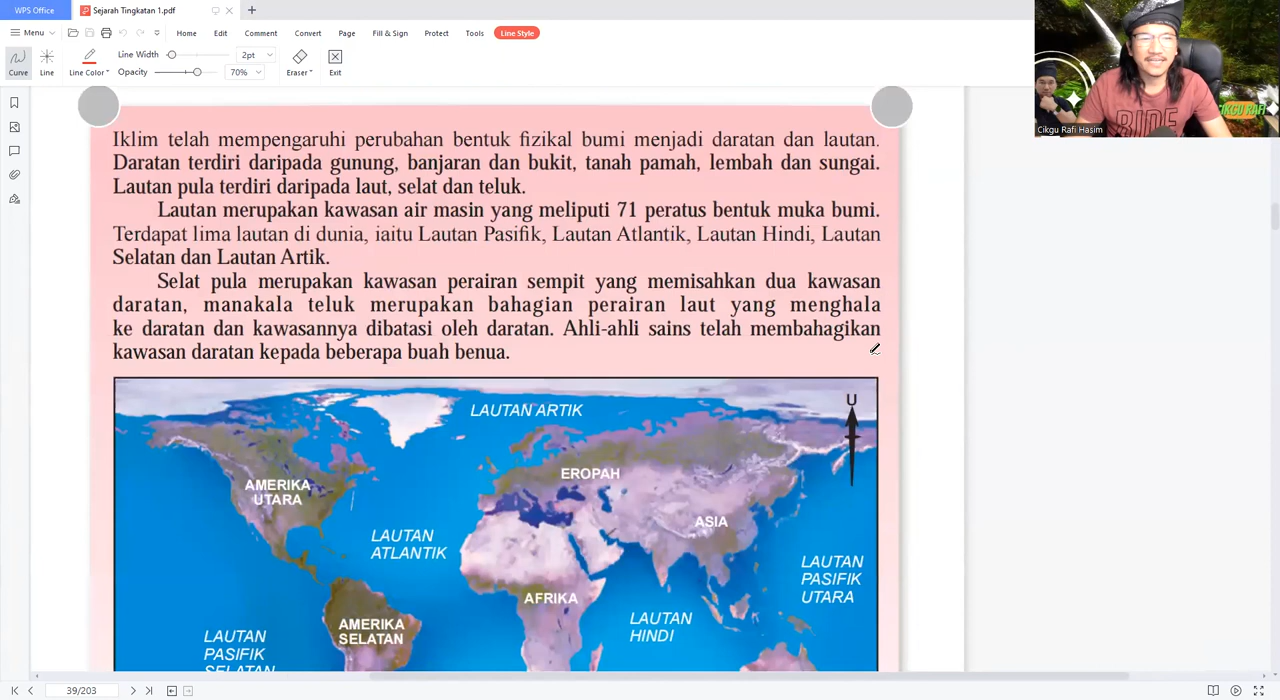 WPS Office
Sejarah Tingkatan 1.pdf
Menu
Home Edit Comment Convert Page Fill & Sign Protect Tools Line Style
Curve
Line
Line Color
Line Width
2pt
Opacity
70%
Eraser
Exit
Cikgu Rafi Hasim
RIDE
CIKGU RAFI
Iklim telah mempengaruhi perubahan bentuk fizikal bumi menjadi daratan dan lautan.
Daratan terdiri daripada gunung, banjaran dan bukit, tanah pamah, lembah dan sungai.
Lautan pula terdiri daripada laut, selat dan teluk.
Lautan merupakan kawasan air masin yang meliputi 71 peratus bentuk muka bumi.
Terdapat lima lautan di dunia, iaitu Lautan Pasifik, Lautan Atlantik, Lautan Hindi, Lautan
Selatan dan Lautan Artik.
Selat pula merupakan kawasan perairan sempit yang memisahkan dua kawasan
daratan, manakala teluk merupakan bahagian perairan laut yang menghala
ke daratan dan kawasannya dibatasi oleh daratan. Ahli-ahli sains telah membahagikan
kawasan daratan kepada beberapa buah benua.
U
LAUTAN ARTIK
EROPAH
AMERIKA
UTARA
ASIA
LAUTAN
ATLANTIK
LAUTAN
PASIFIK
UTARA
AFRIKA
LAUTAN
HINDI
AMERIKA
SELATAN
LAUTAN
PASIFIK
SELATAN
39/203